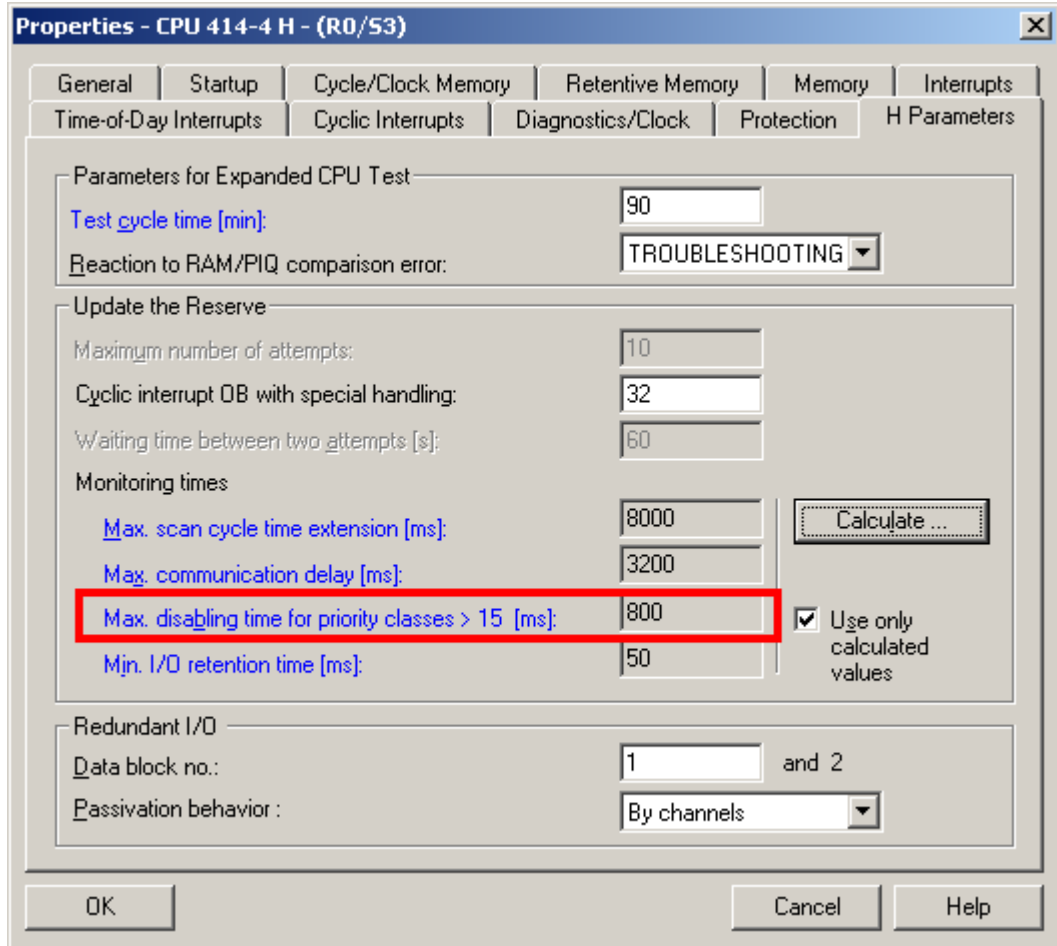 Properties - CPU 414-4 H - (R0/S3)
General Startup Cycle/Clock Memory Retentive Memory Memory Interrupts
Time-of-Day Interrupts Cyclic Interrupts Diagnostics/Clock Protection H Parameters
Parameters for Expanded CPU Test
Test cycle time [min]: 90
Reaction to RAM/PIQ comparison error: TROUBLESHOOTING
Update the Reserve
Maximum number of attempts: 10
Cyclic interrupt OB with special handling: 32
Waiting time between two attempts [s]: 60
Monitoring times
Max. scan cycle time extension [ms]: 8000 Calculate ...
Max. communication delay [ms]: 3200
Max. disabling time for priority classes > 15 [ms]: 800 Use only
calculated
Min. I/O retention time [ms]: 50 values
Redundant I/O
Data block no.: 1 and 2
Passivation behavior : By channels
OK Cancel Help